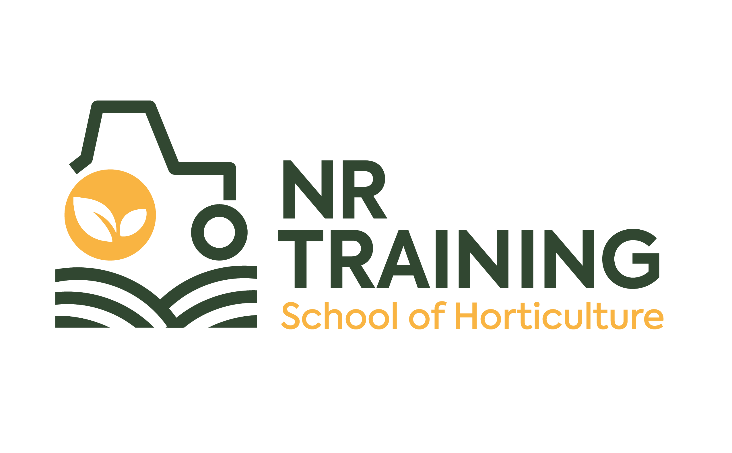 NR
TRAINING
School of Horticulture